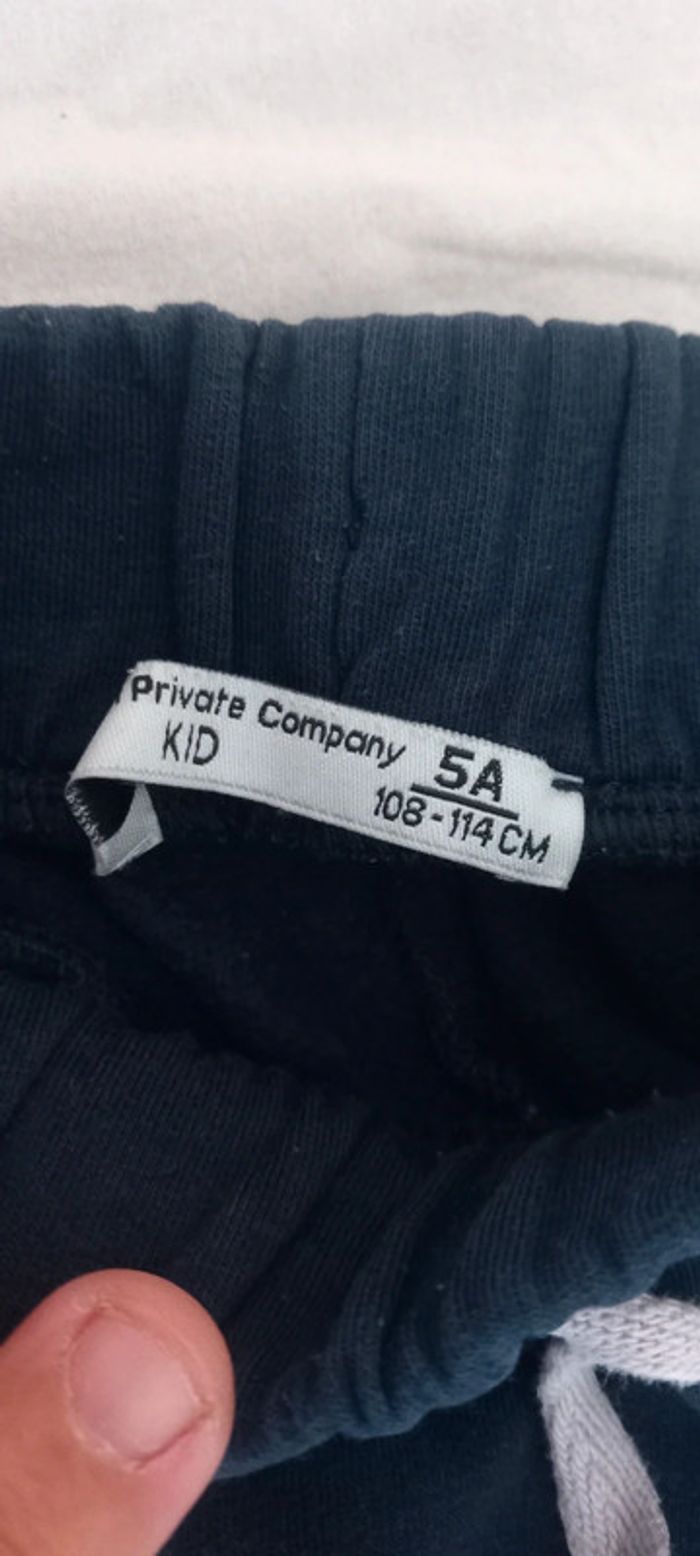 Private Company
KID
5A
108-114 CM